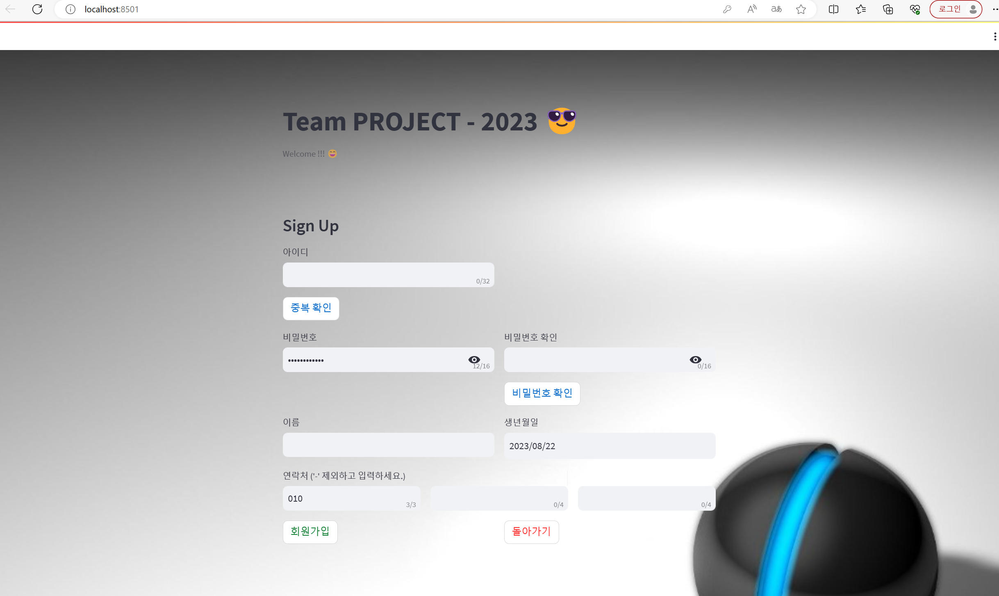 localhost:8501
로그인
Team PROJECT - 2023 😎
Welcome !!! 😄
Sign Up
아이디
0/32
중복 확인
비밀번호 비밀번호 확인
•••••••••••• 12/16 0/16
비밀번호 확인
이름 생년월일
2023/08/22
연락처 ('-' 제외하고 입력하세요.)
010 3/3 0/4 0/4
회원가입 돌아가기